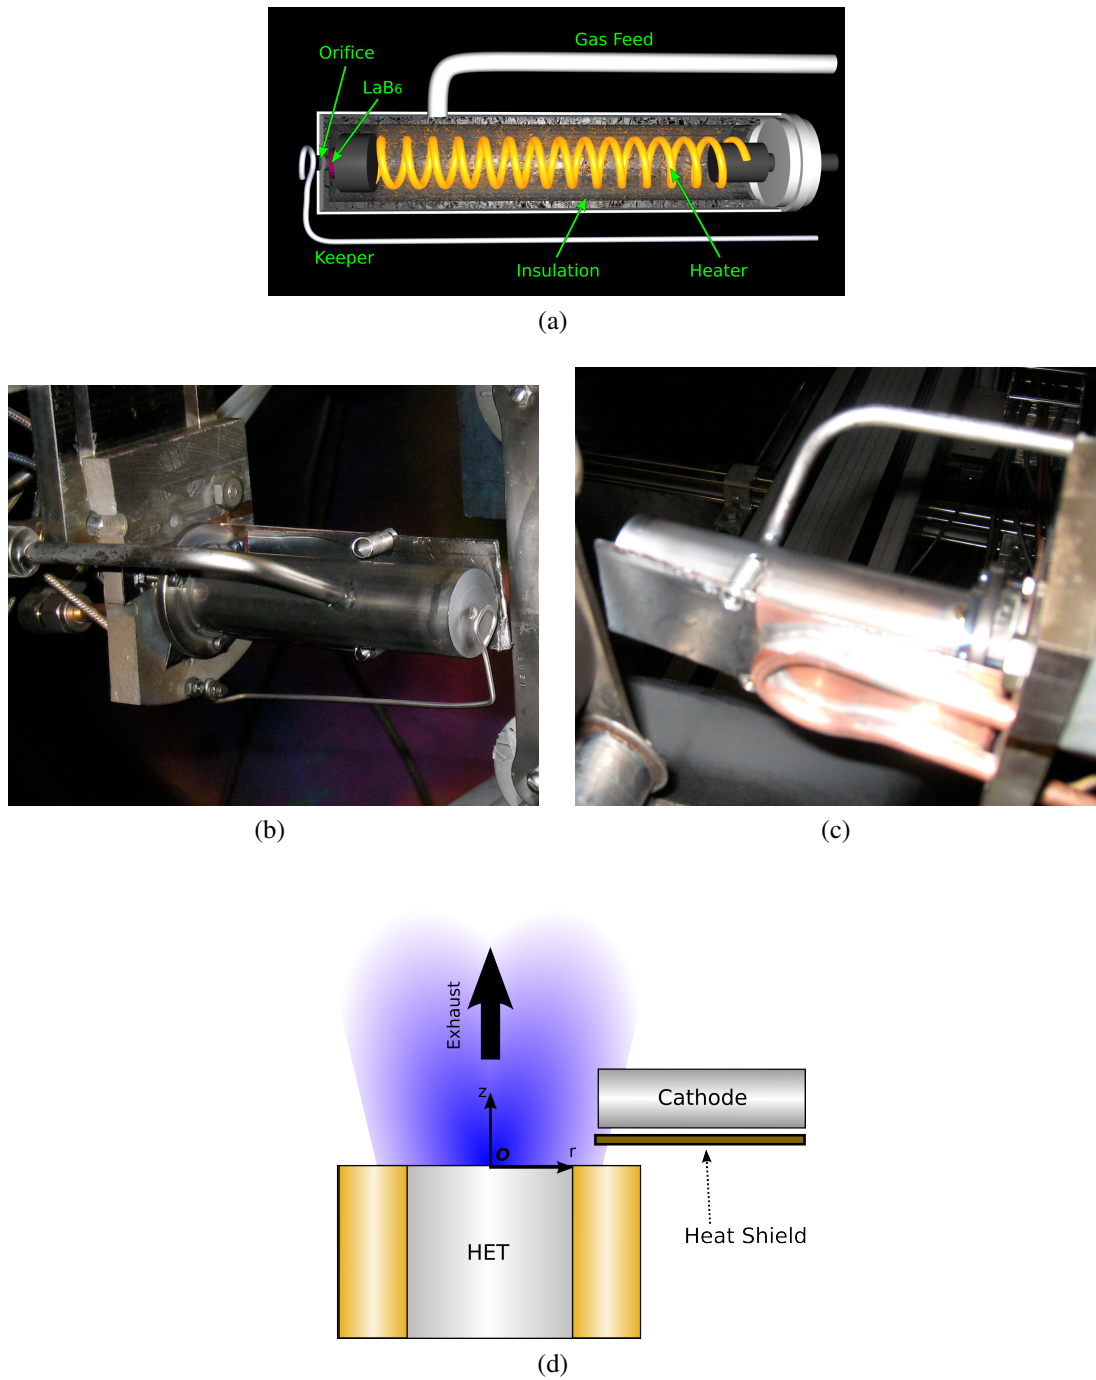 Gas Feed
Orifice
LaB₆
Keeper
Insulation
Heater
(a)
(b)
(c)
Exhaust
z
Cathode
O
r
Heat Shield
HET
(d)